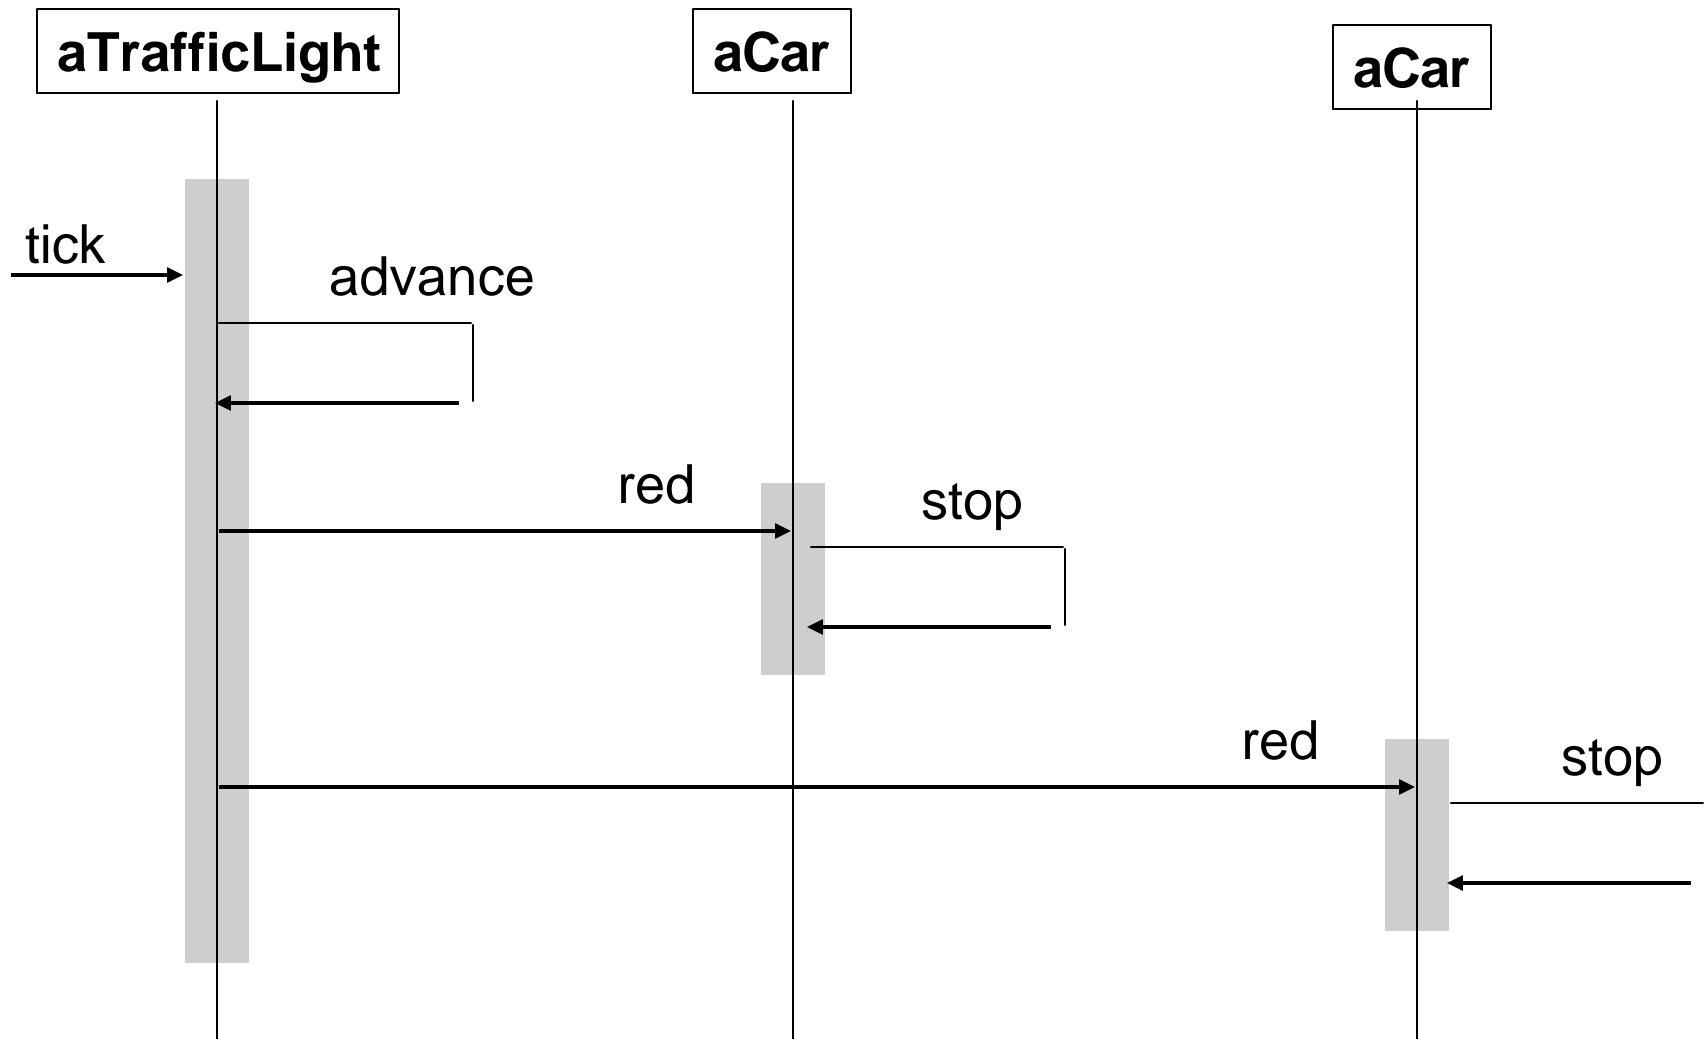 aTrafficLight
aCar
aCar
tick
advance
red
stop
red
stop